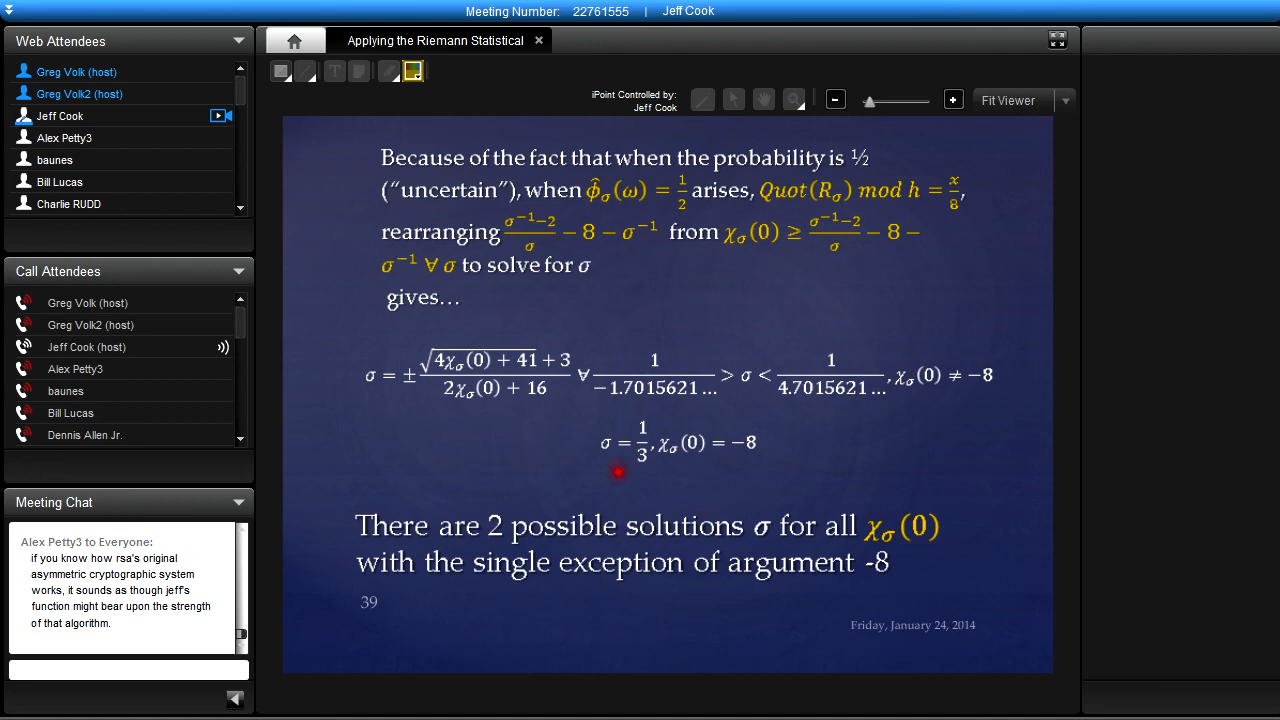 Meeting Number: 22761555 | Jeff Cook
Web Attendees
Greg Volk (host)
Greg Volk2 (host)
Jeff Cook
Alex Petty3
baunes
Bill Lucas
Charlie RUDD
Call Attendees
Greg Volk (host)
Greg Volk2 (host)
Jeff Cook (host)
Alex Petty3
baunes
Bill Lucas
Dennis Allen Jr.
Meeting Chat
Alex Petty3 to Everyone:
if you know how rsa's original
asymmetric cryptographic system
works, it sounds as though jeff's
function might bear upon the strength
of that algorithm.
Applying the Riemann Statistical
iPoint Controlled by:
Jeff Cook
Fit Viewer
Because of the fact that when the probability is ½
("uncertain"), when ϕ̂σ(ω) = 1/2 arises, Quot(Rσ) mod h = x/8,
rearranging (σ⁻¹−2)/σ − 8 − σ⁻¹ from χσ(0) ≥ (σ⁻¹−2)/σ − 8 −
σ⁻¹ ∀ σ to solve for σ
gives…
σ = ± (√(4χσ(0) + 41) + 3)/(2χσ(0) + 16) ∀ 1/(−1.7015621 …) > σ < 1/(4.7015621 …), χσ(0) ≠ −8
σ = 1/3, χσ(0) = −8
There are 2 possible solutions σ for all χσ(0)
with the single exception of argument -8
39
Friday, January 24, 2014